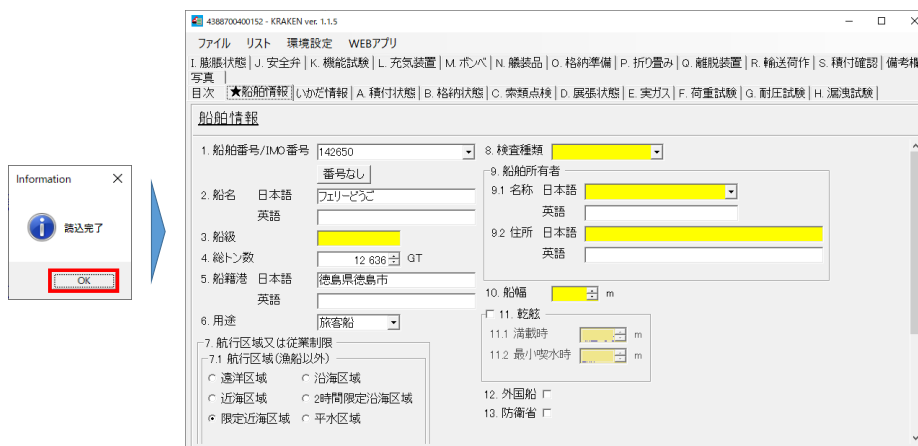 Information
読込完了
OK
4388700400152 - KRAKEN ver. 1.1.5
ファイル リスト 環境設定 WEBアプリ
I. 膨脹状態 J. 安全弁 K. 機能試験 L. 充気装置 M. ボンベ N. 艤装品 O. 格納準備 P. 折り畳み Q. 離脱装置 R. 輸送荷作 S. 積付確認 備考欄
写真
目次 ★船舶情報 いかだ情報 A. 積付状態 B. 格納状態 C. 索類点検 D. 展張状態 E. 実ガス F. 荷重試験 G. 耐圧試験 H. 漏洩試験
船舶情報
1. 船舶番号/IMO番号 142650
番号なし
2. 船名 日本語 フェリーどうご
英語
3. 船級
4. 総トン数 12 636 GT
5. 船籍港 日本語 徳島県徳島市
英語
6. 用途 旅客船
7. 航行区域又は従業制限
7.1 航行区域(漁船以外)
遠洋区域 沿海区域
近海区域 2時間限定沿海区域
限定近海区域 平水区域
8. 検査種類
9. 船舶所有者
9.1 名称 日本語
英語
9.2 住所 日本語
英語
10. 船幅 m
11. 乾舷
11.1 満載時 m
11.2 最小喫水時 m
12. 外国船
13. 防衛省